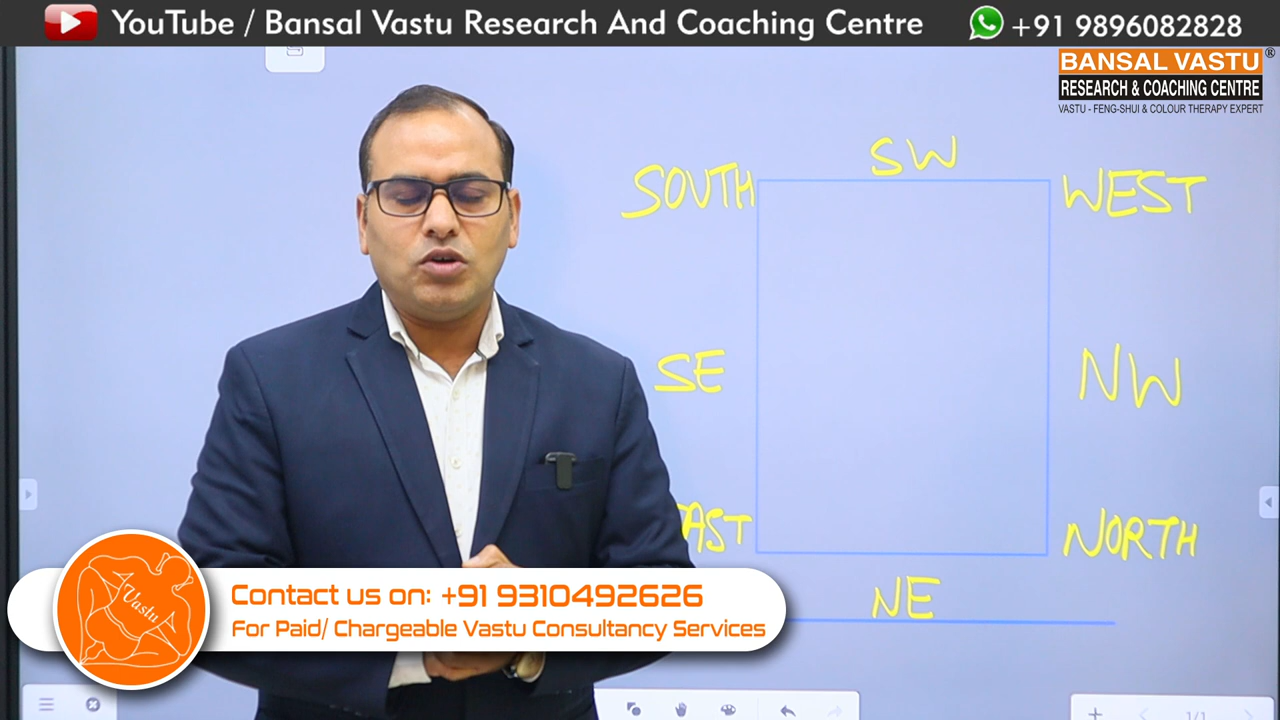 YouTube / Bansal Vastu Research And Coaching Centre
+91 9896082828
BANSAL VASTU®
RESEARCH & COACHING CENTRE
VASTU - FENG-SHUI & COLOUR THERAPY EXPERT
SW
SOUTH
WEST
SE
NW
AST
NORTH
NE
Vastu
Contact us on: +91 9310492626
For Paid/ Chargeable Vastu Consultancy Services
1/1